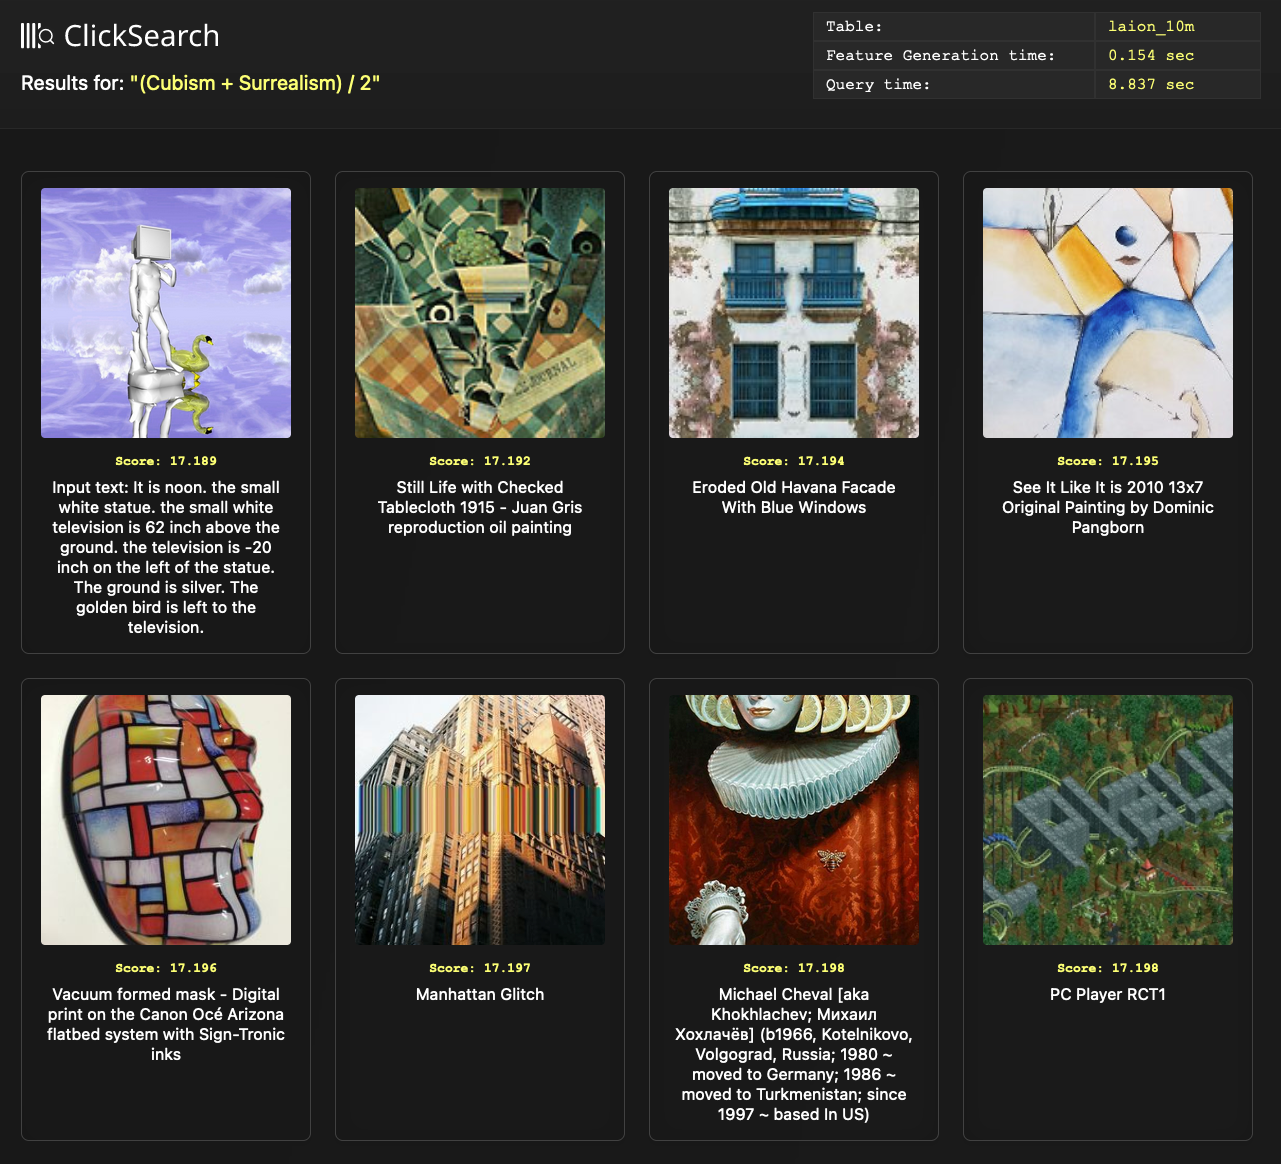 ClickSearch
Results for: "(Cubism + Surrealism) / 2"
Table: laion_10m
Feature Generation time: 0.154 sec
Query time: 8.837 sec
JOURNAL
Score: 17.189
Input text: It is noon. the small
white statue. the small white
television is 62 inch above the
ground. the television is -20
inch on the left of the statue.
The ground is silver. The
golden bird is left to the
television.
Score: 17.192
Still Life with Checked
Tablecloth 1915 - Juan Gris
reproduction oil painting
Score: 17.194
Eroded Old Havana Facade
With Blue Windows
Score: 17.195
See It Like It is 2010 13x7
Original Painting by Dominic
Pangborn
Score: 17.196
Vacuum formed mask - Digital
print on the Canon Océ Arizona
flatbed system with Sign-Tronic
inks
Score: 17.197
Manhattan Glitch
Score: 17.198
Michael Cheval [aka
Khokhlachev; Михаил
Хохлачёв] (b1966, Kotelnikovo,
Volgograd, Russia; 1980 ~
moved to Germany; 1986 ~
moved to Turkmenistan; since
1997 ~ based In US)
Score: 17.198
PC Player RCT1